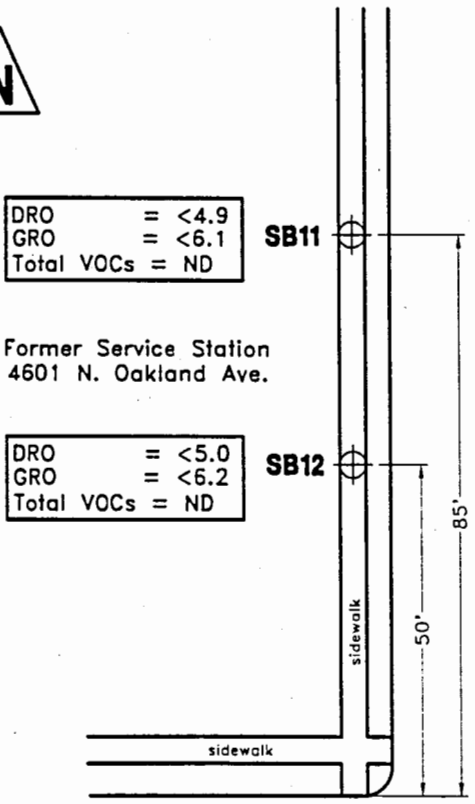 N
DRO = <4.9
GRO = <6.1
Total VOCs = ND
SB11
Former Service Station
4601 N. Oakland Ave.
DRO = <5.0
GRO = <6.2
Total VOCs = ND
SB12
85'
50'
sidewalk
sidewalk